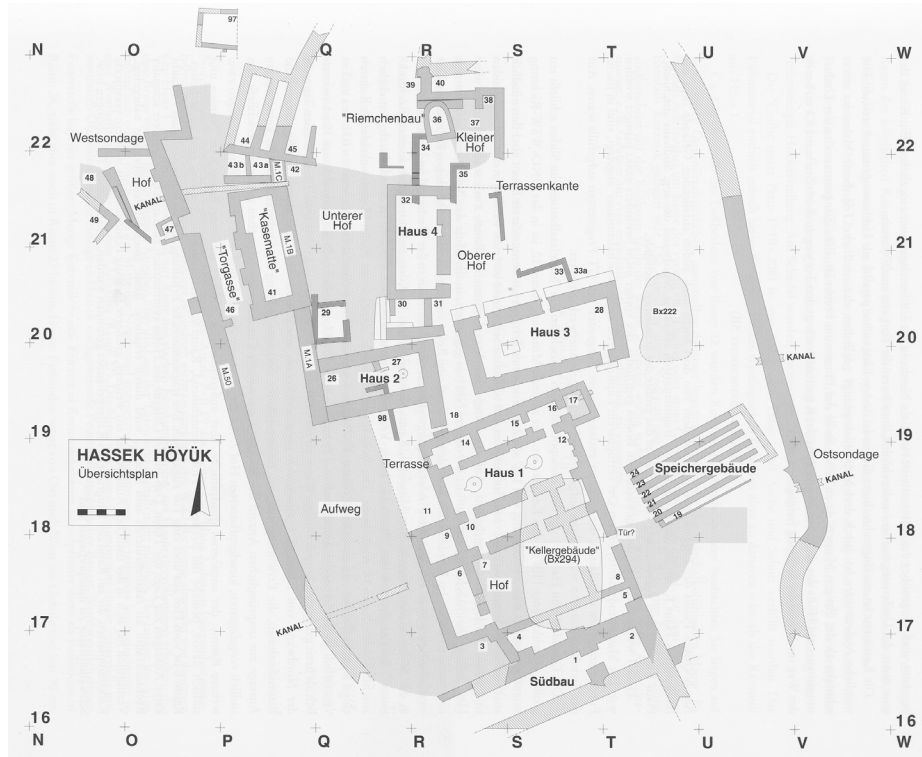 97
N O P Q R S T U V W
39
40
38
36
37
"Riemchenbau"
Kleiner
Hof
22
22
Westsondage
44
45
34
43b
43a
M.1C
42
35
48
Hof
KANAL
Terrassenkante
49
47
32
Unterer
Hof
"Kasematte"
M.1B
Haus 4
21
21
"Torgasse"
Oberer
Hof
41
33
33a
46
30
31
29
28
Bx222
20
20
Haus 3
M.1A
M.50
27
26
Haus 2
KANAL
98
18
17
16
15
14
12
19
19
HASSEK HÖYÜK
Übersichtsplan
Terrasse
Haus 1
Speichergebäude
Ostsondage
24
23
22
21
20
19
KANAL
Aufweg
11
10
18
18
9
Tür?
"Kellergebäude"
(Bx294)
7
6
Hof
8
5
KANAL
17
17
4
3
2
1
Südbau
16
16
N O P Q R S T U V W